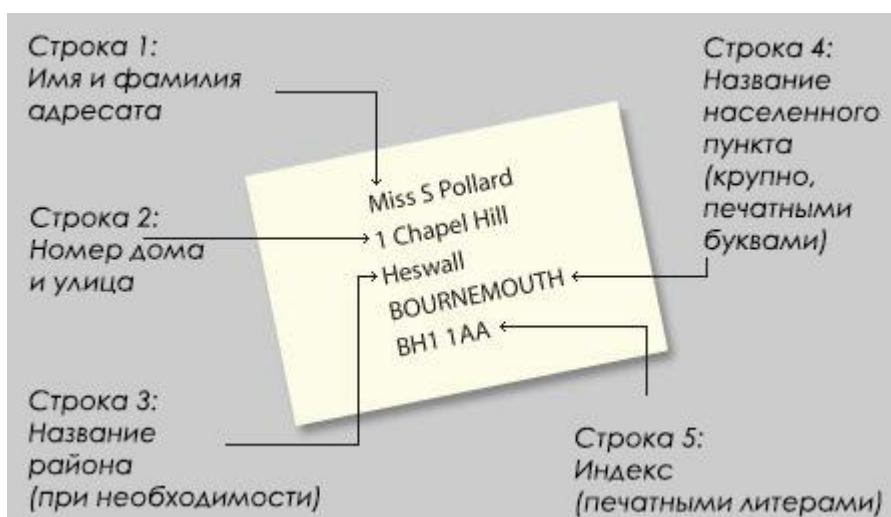 Строка 1:
Имя и фамилия
адресата
Строка 2:
Номер дома
и улица
Строка 3:
Название
района
(при необходимости)
Miss S Pollard
1 Chapel Hill
Heswall
BOURNEMOUTH
BH1 1AA
Строка 4:
Название
населенного
пункта
(крупно,
печатными
буквами)
Строка 5:
Индекс
(печатными литерами)